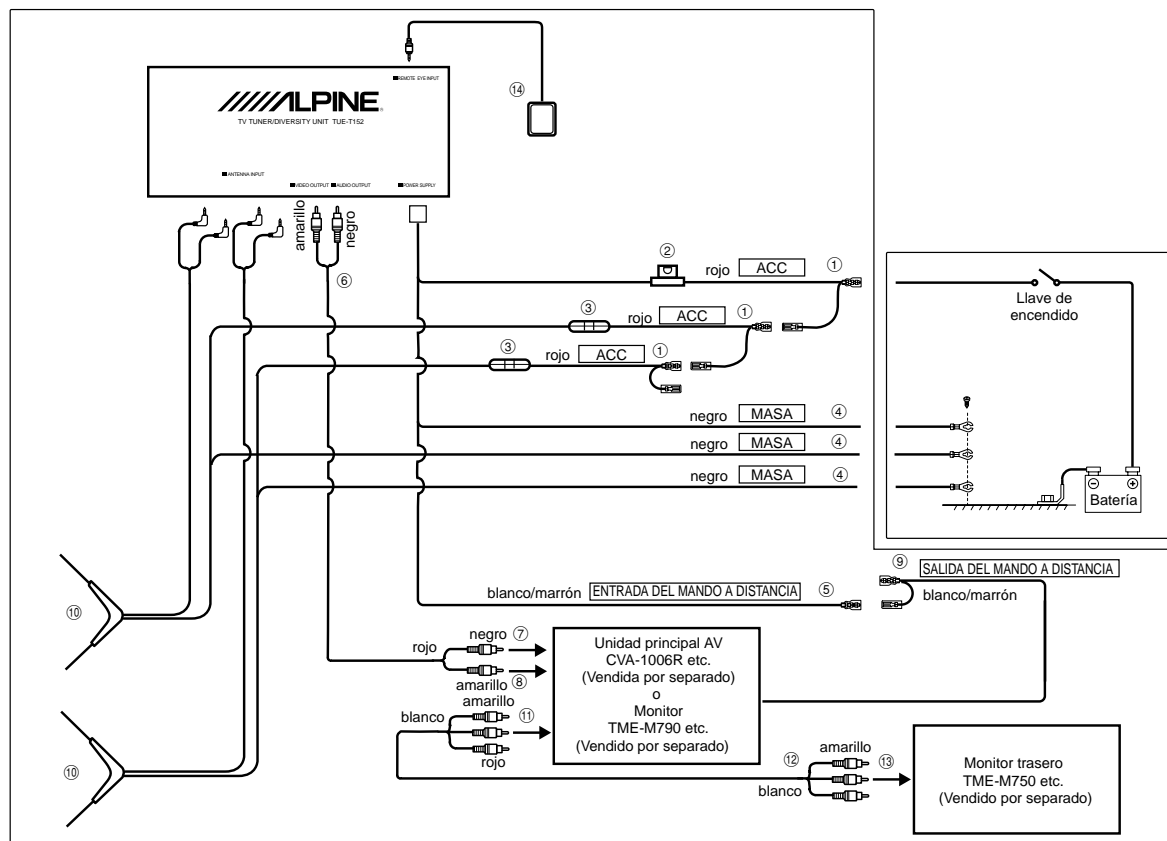 ⑭
REMOTE EYE INPUT
ALPINE®
TV TUNER/DIVERSITY UNIT TUE-T152
ANTENNA INPUT
VIDEO OUTPUT AUDIO OUTPUT
POWER SUPPLY
amarillo
negro
⑥
②
rojo ACC ①
③
rojo ACC ①
③
rojo ACC ①
Llave de
encendido
negro MASA ④
negro MASA ④
negro MASA ④
Batería
⑨ SALIDA DEL MANDO A DISTANCIA
blanco/marrón ENTRADA DEL MANDO A DISTANCIA ⑤
blanco/marrón
⑩
negro ⑦
rojo
amarillo ⑧
amarillo
blanco ⑪
rojo
Unidad principal AV
CVA-1006R etc.
(Vendida por separado)
o
Monitor
TME-M790 etc.
(Vendido por separado)
⑩
⑫ amarillo ⑬
blanco
Monitor trasero
TME-M750 etc.
(Vendido por separado)